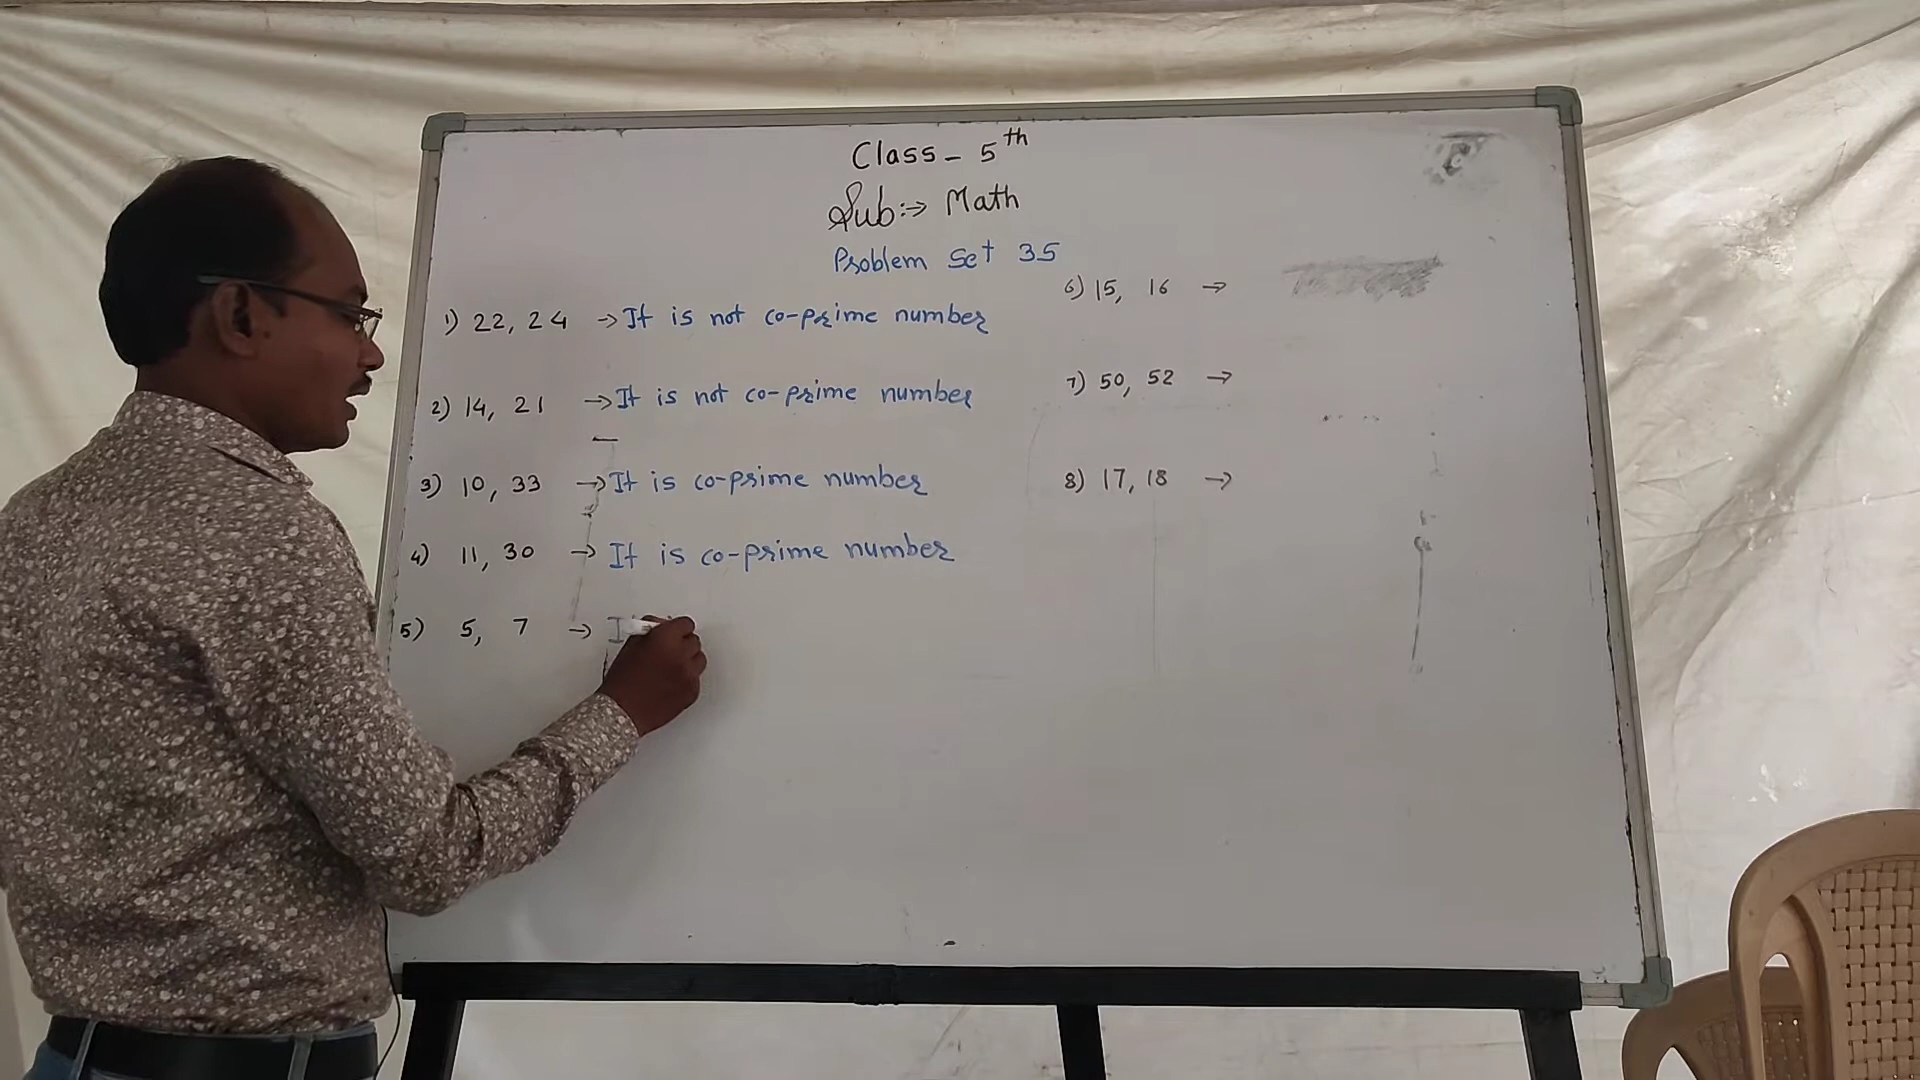 Class - 5th
Sub:-> Math
Problem Set 35
1) 22, 24 → It is not co-prime number
2) 14, 21 → It is not co-prime number
3) 10, 33 → It is co-prime number
4) 11, 30 → It is co-prime number
5) 5, 7 → I
6) 15, 16 →
7) 50, 52 →
8) 17, 18 →